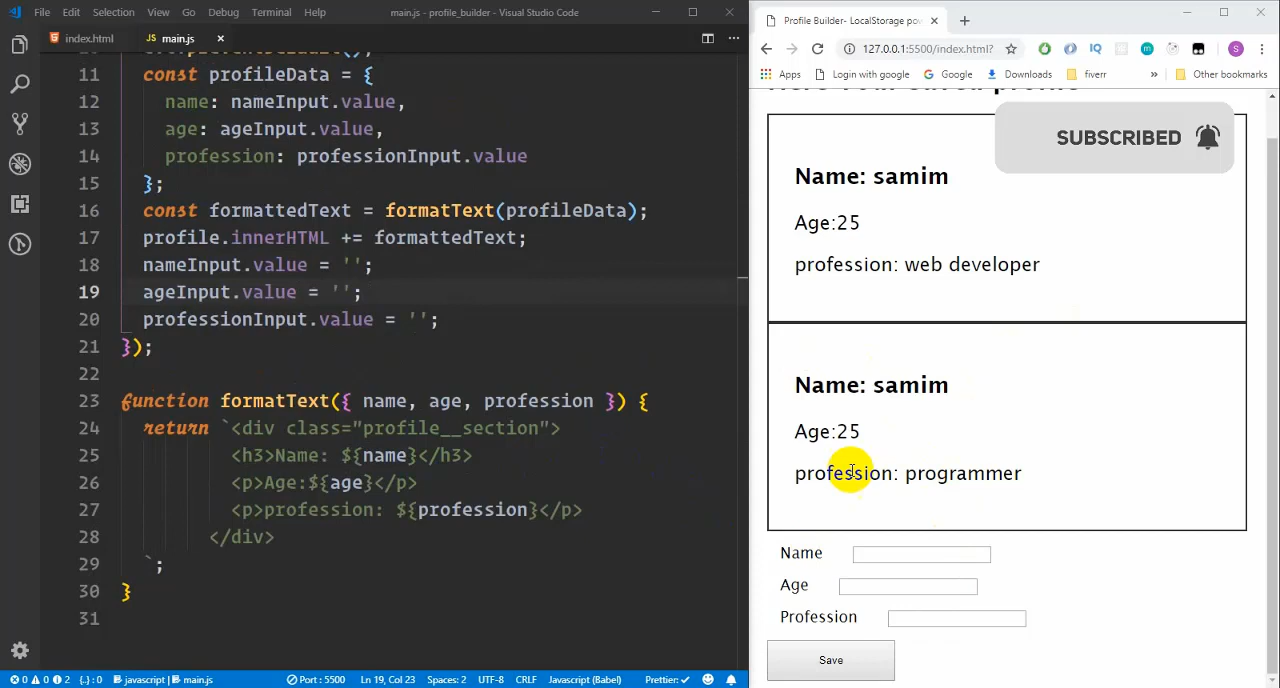 File Edit Selection View Go Debug Terminal Help
main.js - profile_builder - Visual Studio Code
index.html
main.js
11 const profileData = {
12 name: nameInput.value,
13 age: ageInput.value,
14 profession: professionInput.value
15 };
16 const formattedText = formatText(profileData);
17 profile.innerHTML += formattedText;
18 nameInput.value = '';
19 ageInput.value = '';
20 professionInput.value = '';
21 });
22
23 function formatText({ name, age, profession }) {
24 return `<div class="profile__section">
25 <h3>Name: ${name}</h3>
26 <p>Age:${age}</p>
27 <p>profession: ${profession}</p>
28 </div>
29 `;
30 }
31
0 0 2 {..}: 0 javascript | main.js Port : 5500 Ln 19, Col 23 Spaces: 2 UTF-8 CRLF Javascript (Babel) Prettier:
Profile Builder- LocalStorage pow
127.0.0.1:5500/index.html?
IQ
m
S
Apps Login with google Google Downloads fiverr » Other bookmarks
SUBSCRIBED
Name: samim
Age:25
profession: web developer
Name: samim
Age:25
profession: programmer
Name
Age
Profession
Save